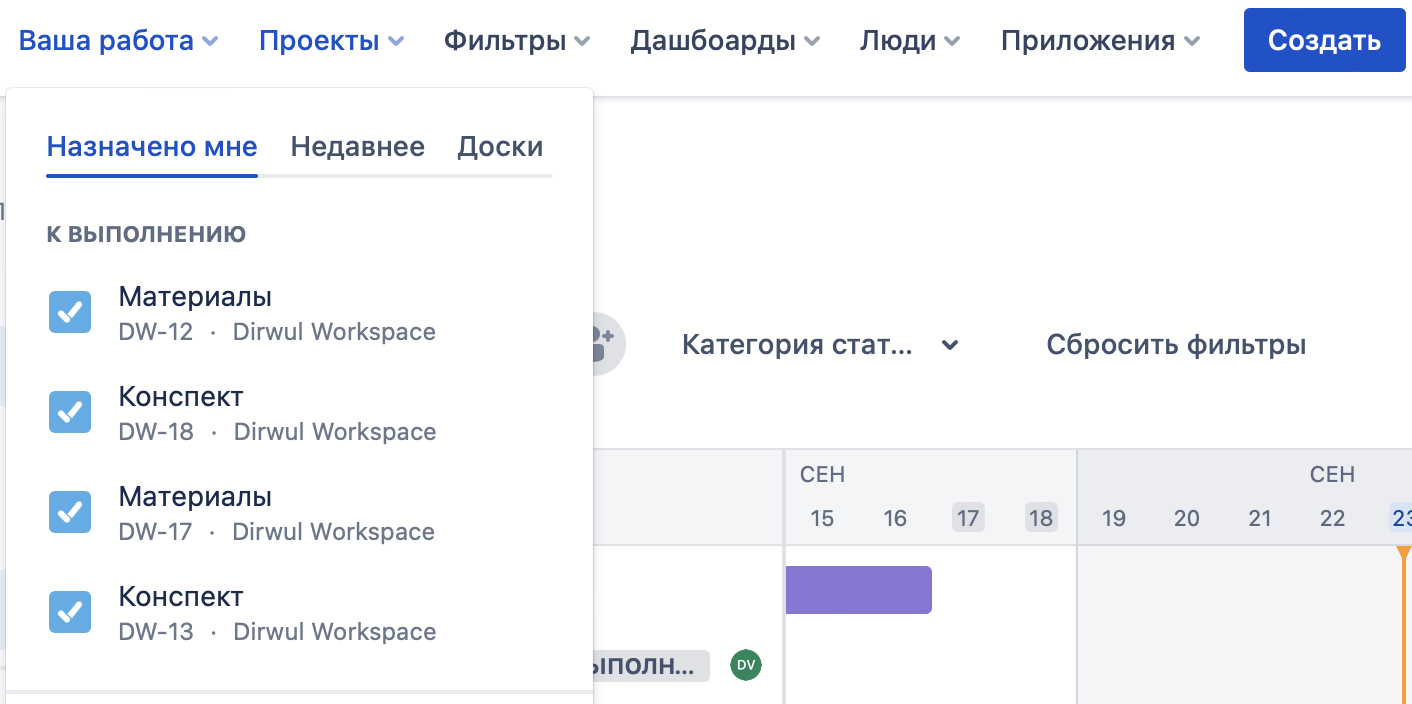 Ваша работа Проекты Фильтры Дашбоарды Люди Приложения Создать
Назначено мне Недавнее Доски
К ВЫПОЛНЕНИЮ
Материалы
DW-12 · Dirwul Workspace
Конспект
DW-18 · Dirwul Workspace
Материалы
DW-17 · Dirwul Workspace
Конспект
DW-13 · Dirwul Workspace
Категория стат... Сбросить фильтры
СЕН СЕН
15 16 17 18 19 20 21 22 23
ЫПОЛН... DV